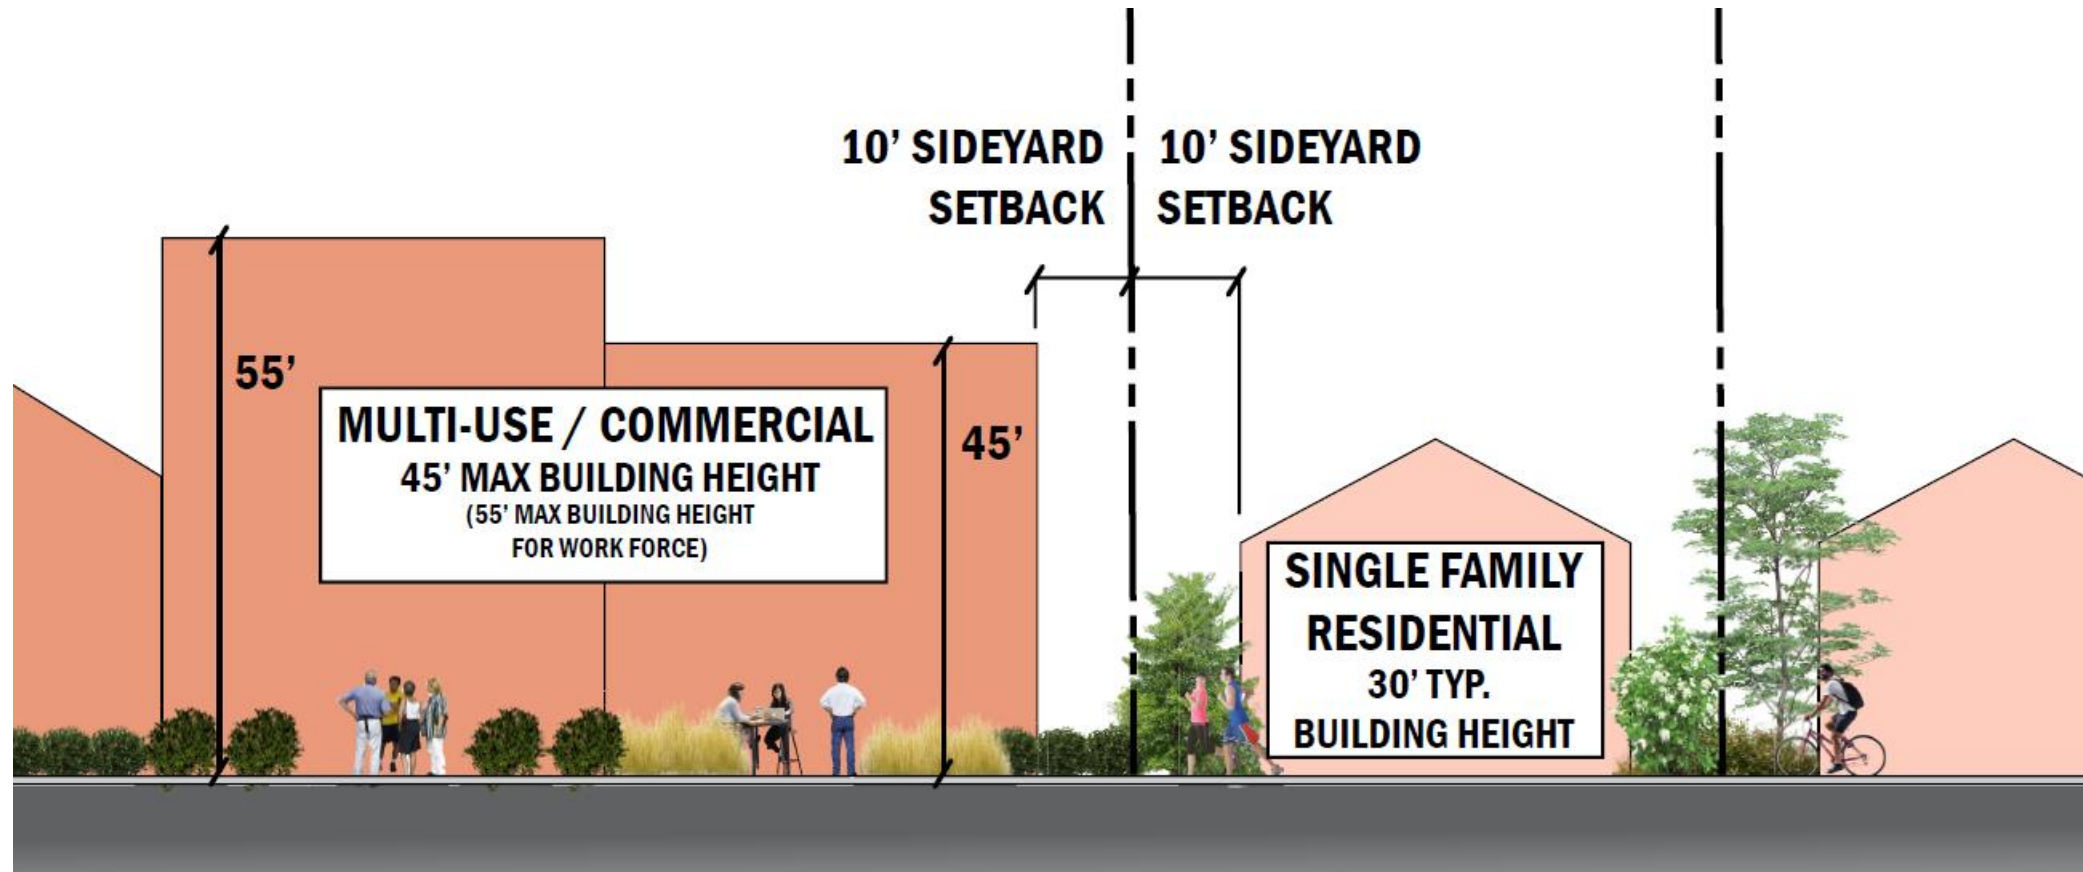 10’ SIDEYARD
SETBACK
10’ SIDEYARD
SETBACK
55’
MULTI-USE / COMMERCIAL
45’ MAX BUILDING HEIGHT
(55’ MAX BUILDING HEIGHT
FOR WORK FORCE)
45’
SINGLE FAMILY
RESIDENTIAL
30’ TYP.
BUILDING HEIGHT